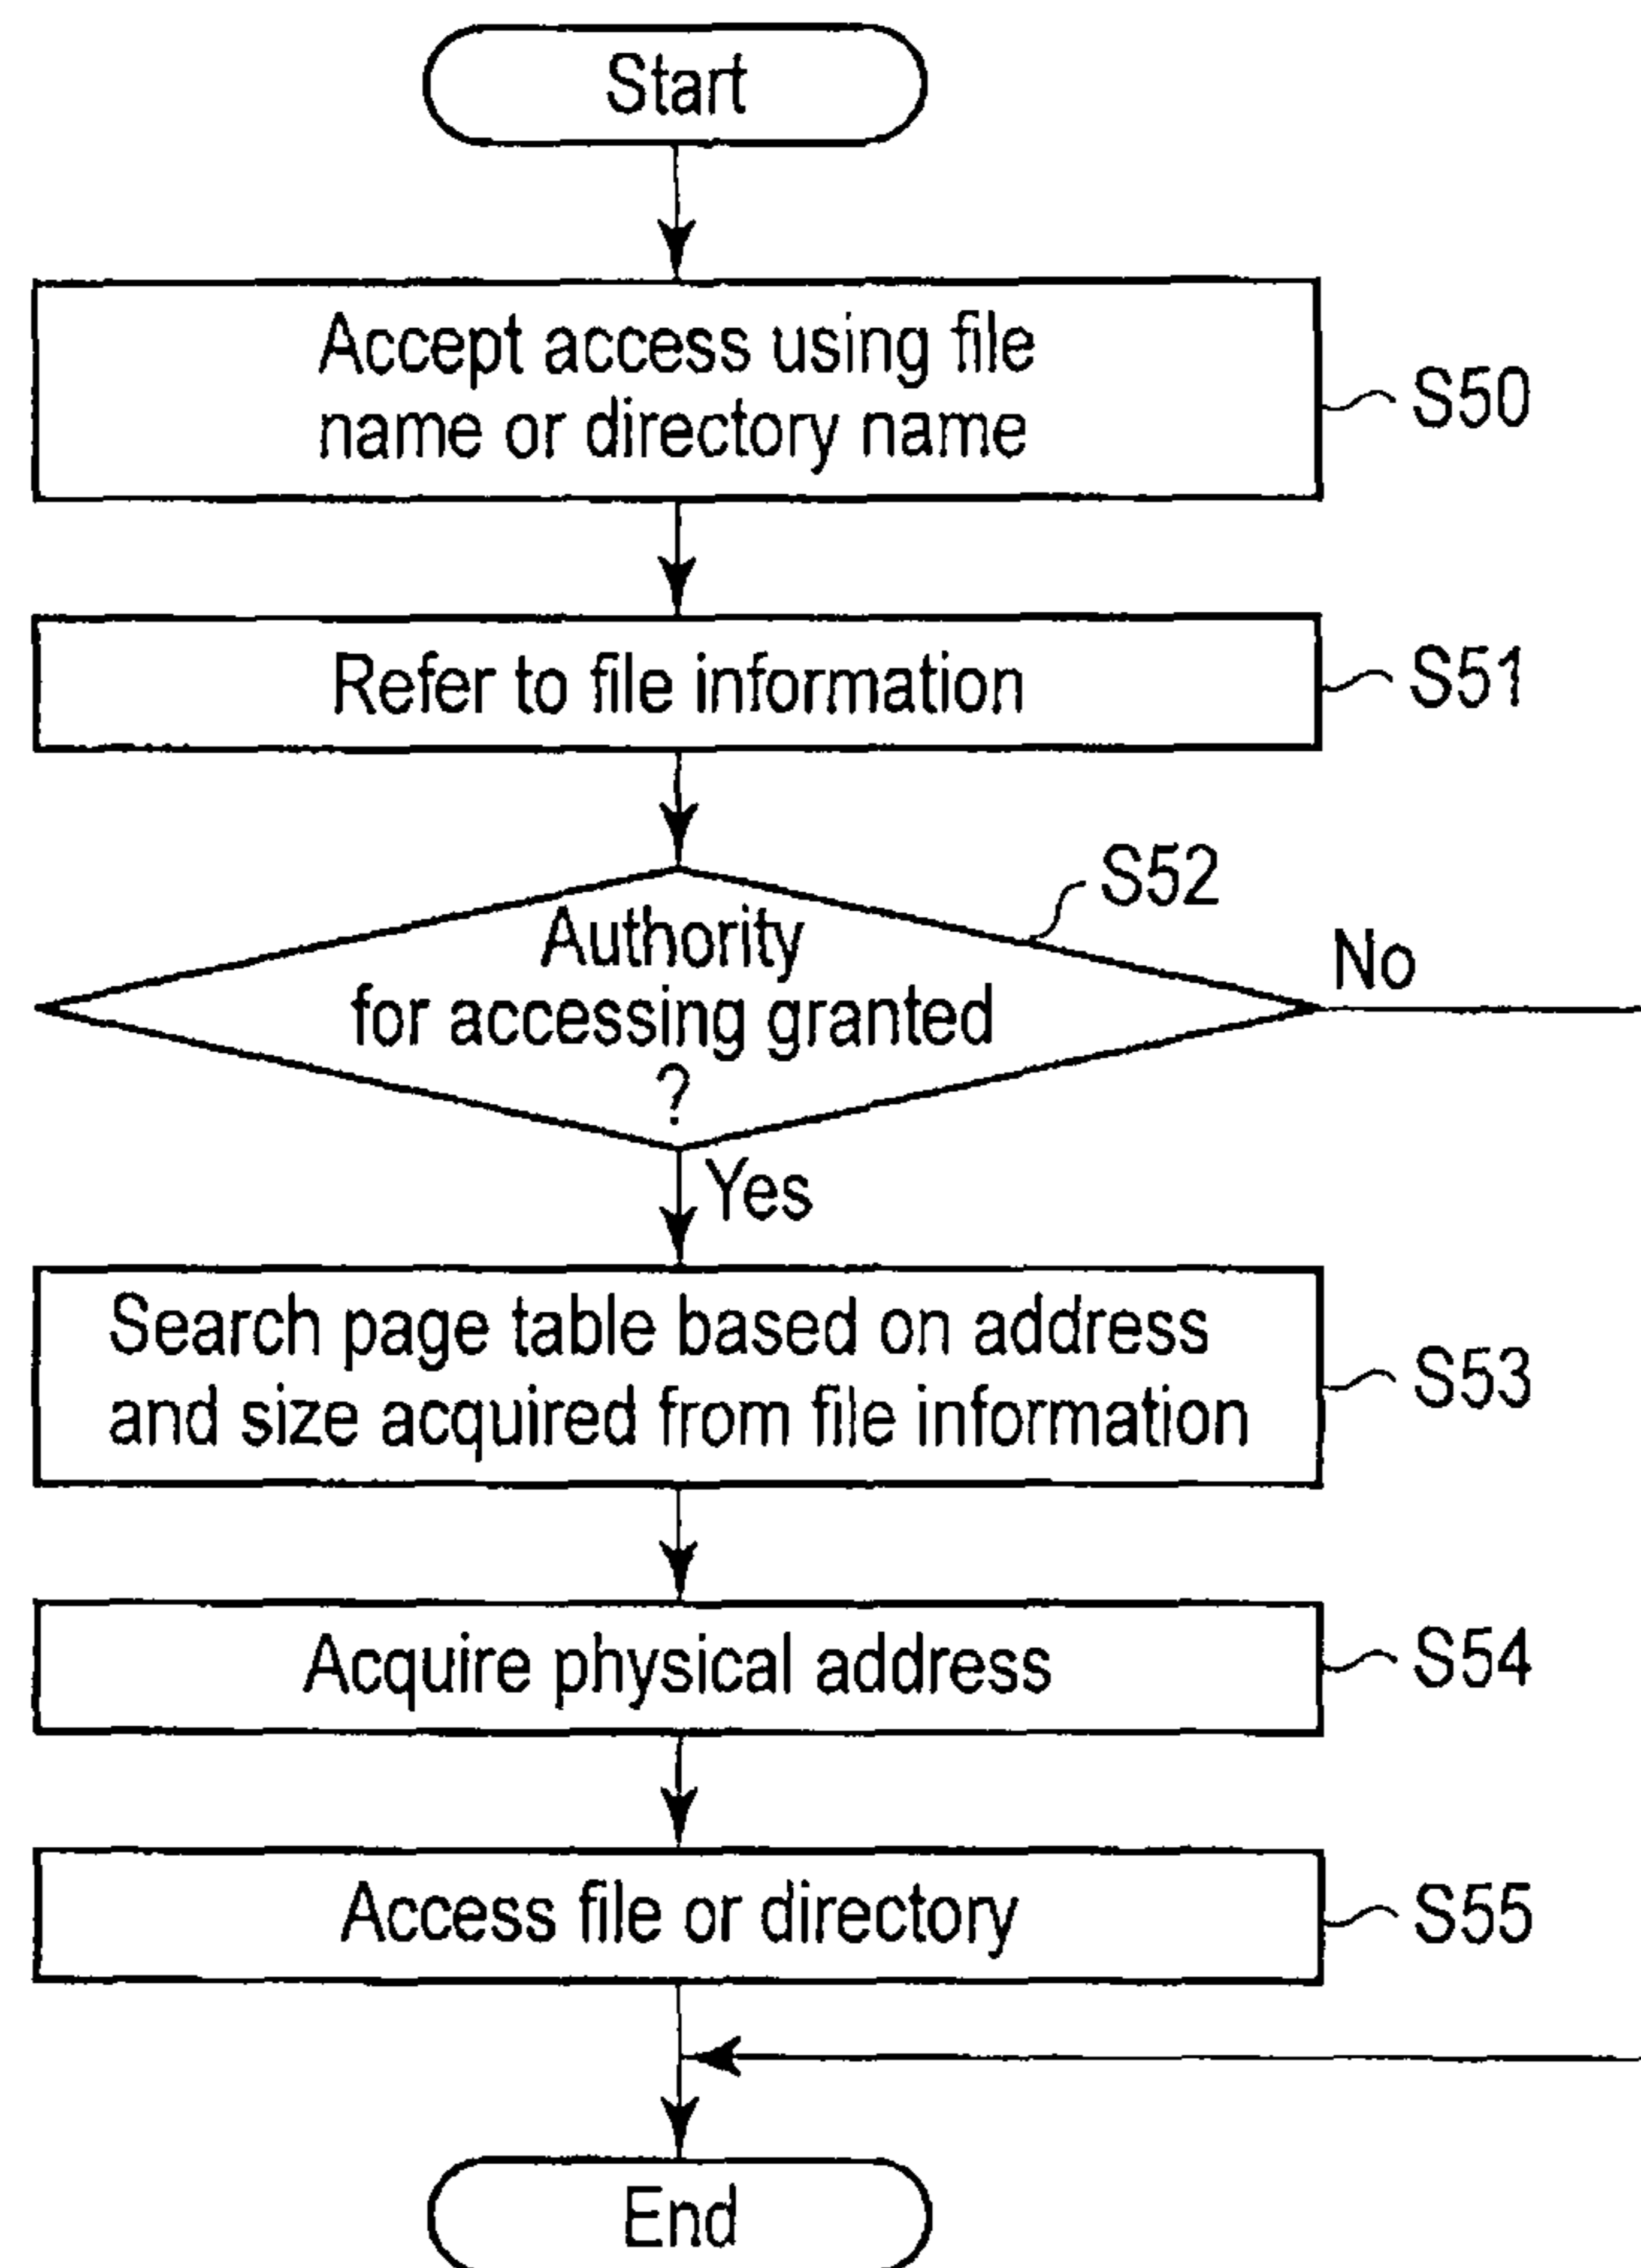 Start
Accept access using file
name or directory name
S50
Refer to file information
S51
S52
Authority
for accessing granted
?
No
Yes
Search page table based on address
and size acquired from file information
S53
Acquire physical address
S54
Access file or directory
S55
End